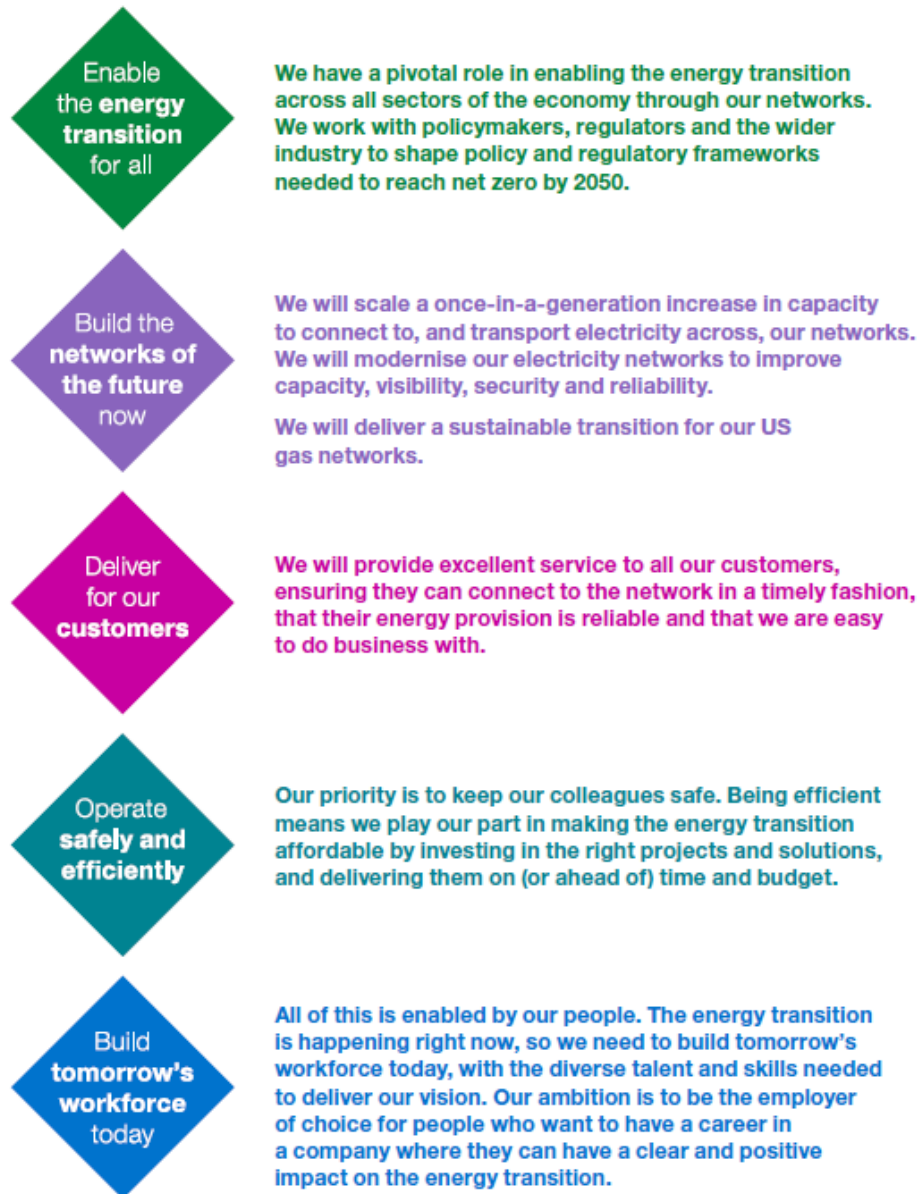 Enable
the energy
transition
for all
We have a pivotal role in enabling the energy transition
across all sectors of the economy through our networks.
We work with policymakers, regulators and the wider
industry to shape policy and regulatory frameworks
needed to reach net zero by 2050.
Build the
networks of
the future
now
We will scale a once-in-a-generation increase in capacity
to connect to, and transport electricity across, our networks.
We will modernise our electricity networks to improve
capacity, visibility, security and reliability.
We will deliver a sustainable transition for our US
gas networks.
Deliver
for our
customers
We will provide excellent service to all our customers,
ensuring they can connect to the network in a timely fashion,
that their energy provision is reliable and that we are easy
to do business with.
Operate
safely and
efficiently
Our priority is to keep our colleagues safe. Being efficient
means we play our part in making the energy transition
affordable by investing in the right projects and solutions,
and delivering them on (or ahead of) time and budget.
Build
tomorrow's
workforce
today
All of this is enabled by our people. The energy transition
is happening right now, so we need to build tomorrow's
workforce today, with the diverse talent and skills needed
to deliver our vision. Our ambition is to be the employer
of choice for people who want to have a career in
a company where they can have a clear and positive
impact on the energy transition.